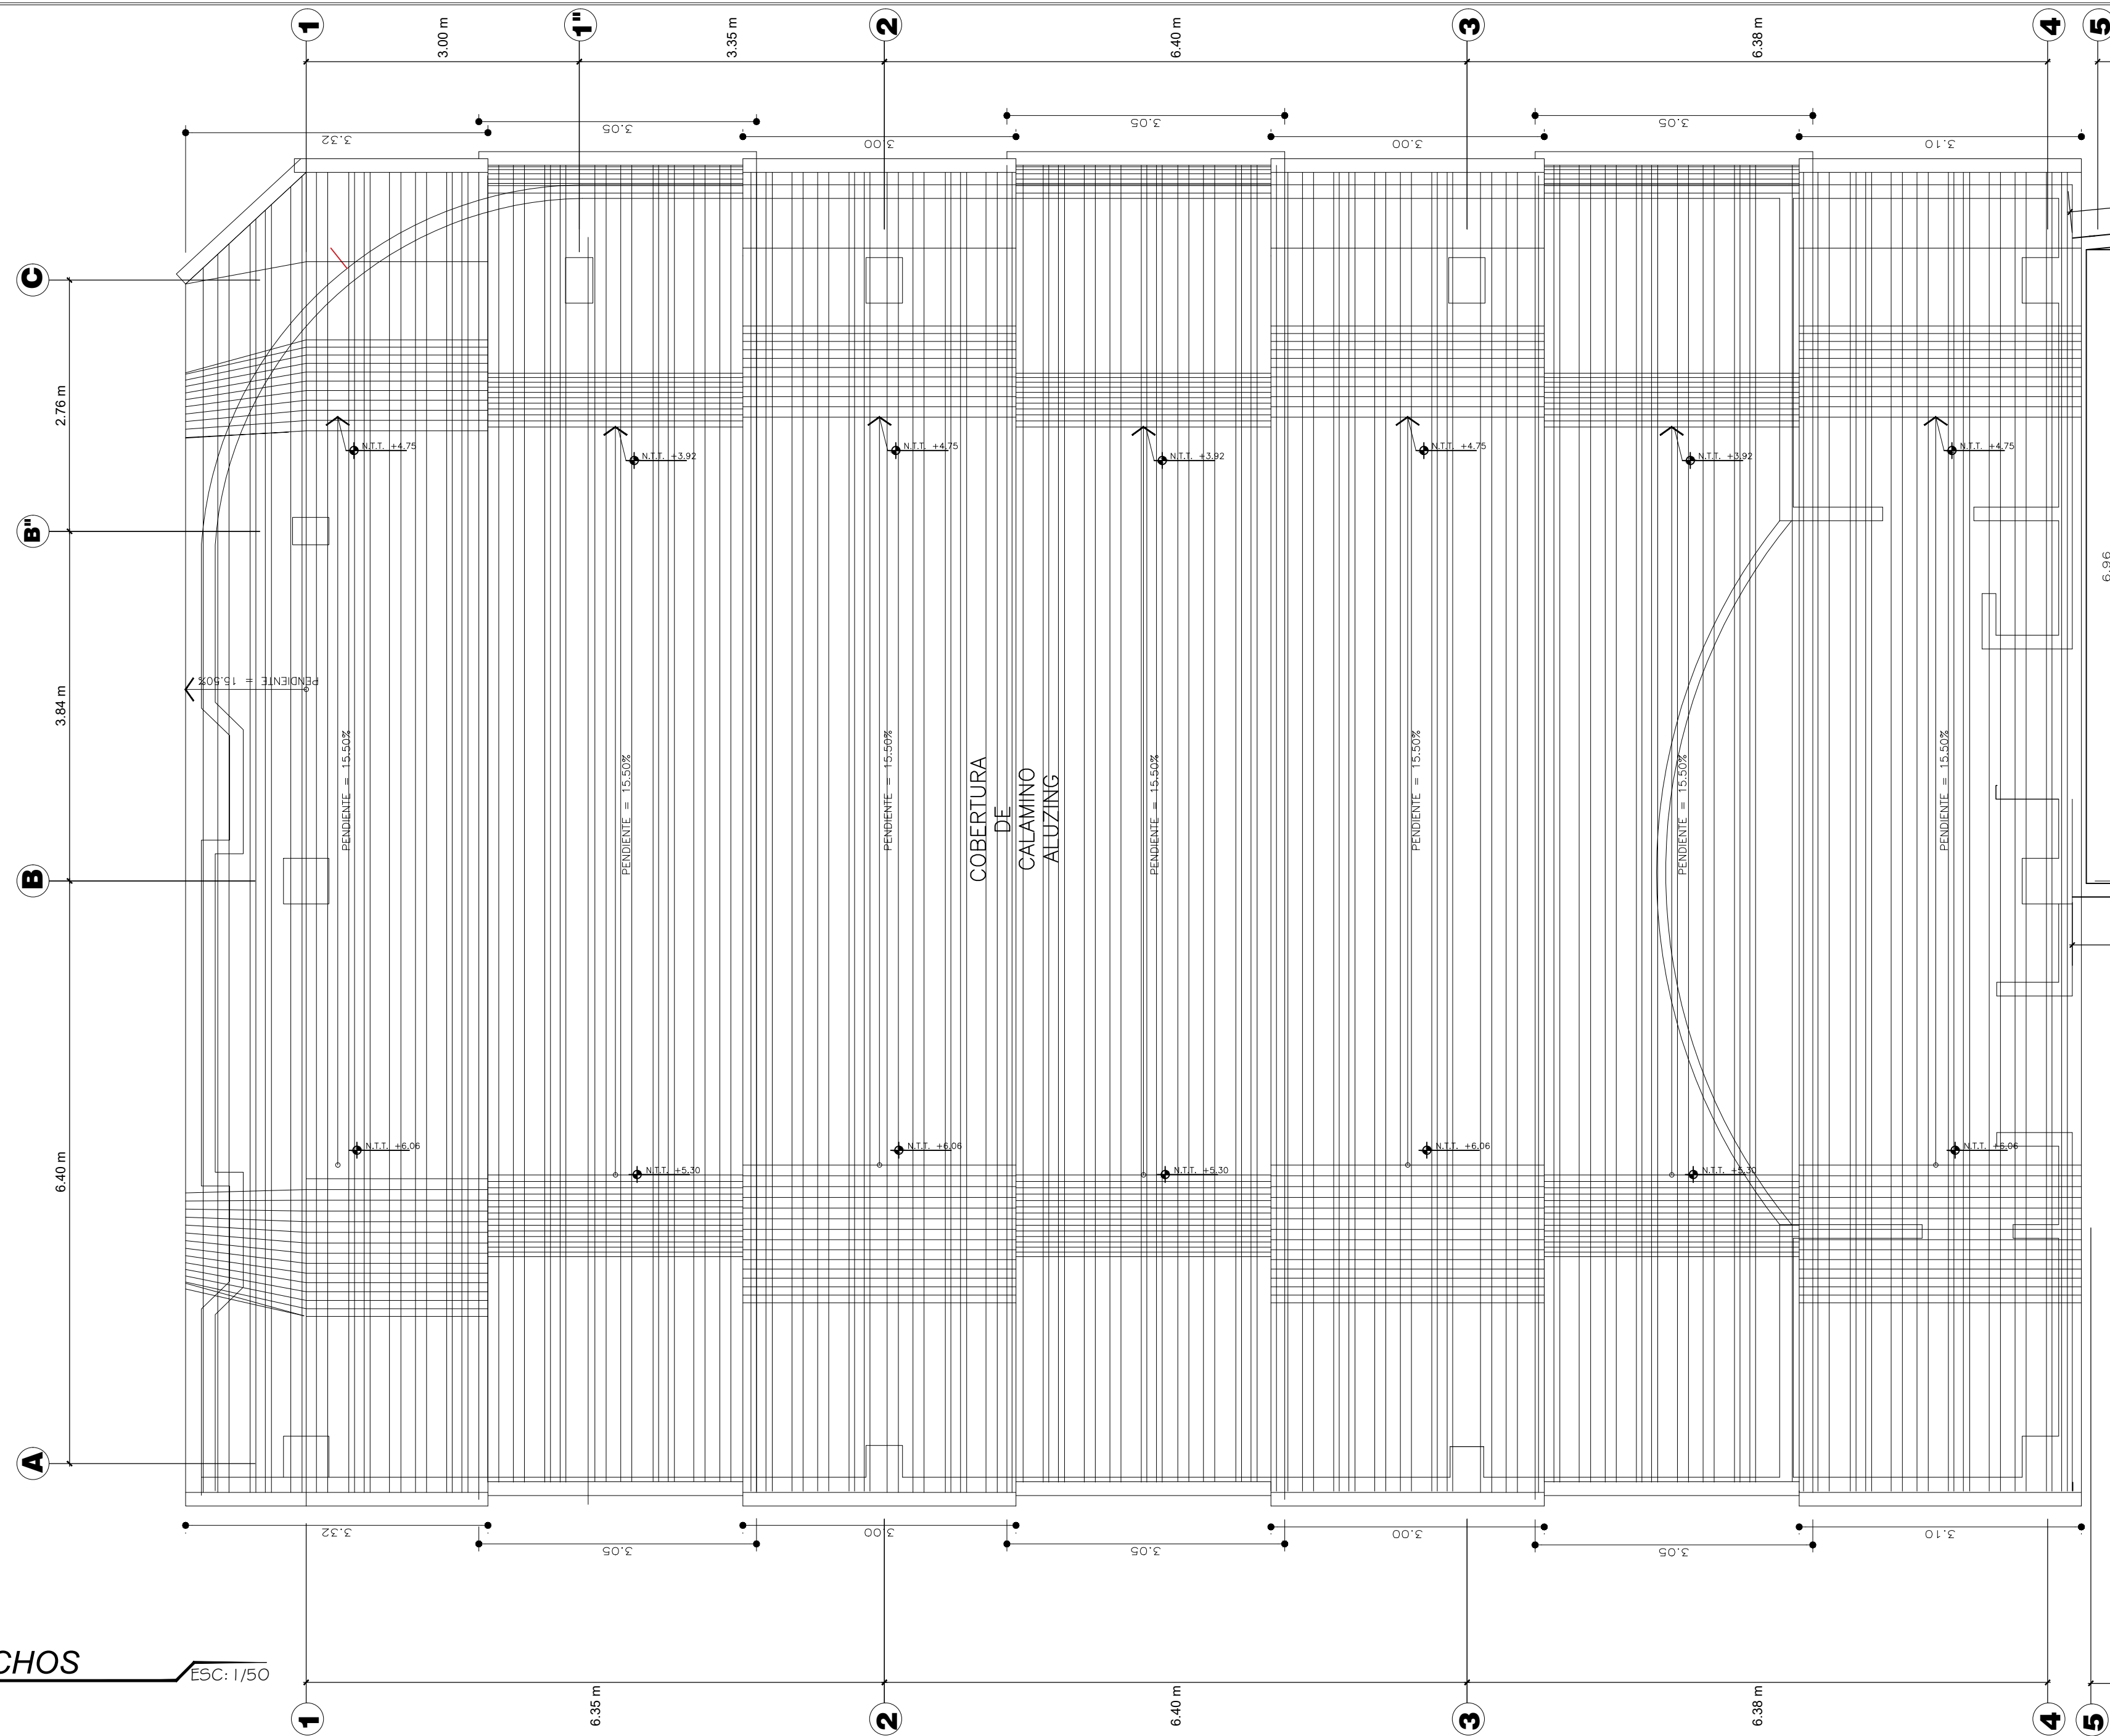 1
3.00 m
1"
3.35 m
2
6.40 m
3
6.38 m
4
5
3.32
3.05
3.00
3.05
3.00
3.05
3.10
C
2.76 m
B"
3.84 m
B
6.40 m
A
N.T.T. +4.75
N.T.T. +3.92
N.T.T. +4.75
N.T.T. +3.92
N.T.T. +4.75
N.T.T. +3.92
N.T.T. +4.75
6.96
PENDIENTE = 15.50%
PENDIENTE = 15.50%
PENDIENTE = 15.50%
PENDIENTE = 15.50%
PENDIENTE = 15.50%
PENDIENTE = 15.50%
PENDIENTE = 15.50%
PENDIENTE = 15.50%
COBERTURA
DE
CALAMINO
ALUZING
N.T.T. +6.06
N.T.T. +5.30
N.T.T. +6.06
N.T.T. +5.30
N.T.T. +6.06
N.T.T. +5.30
N.T.T. +6.06
3.32
3.05
3.00
3.05
3.00
3.05
3.10
CHOS
ESC: 1/50
1
6.35 m
2
6.40 m
3
6.38 m
4
5